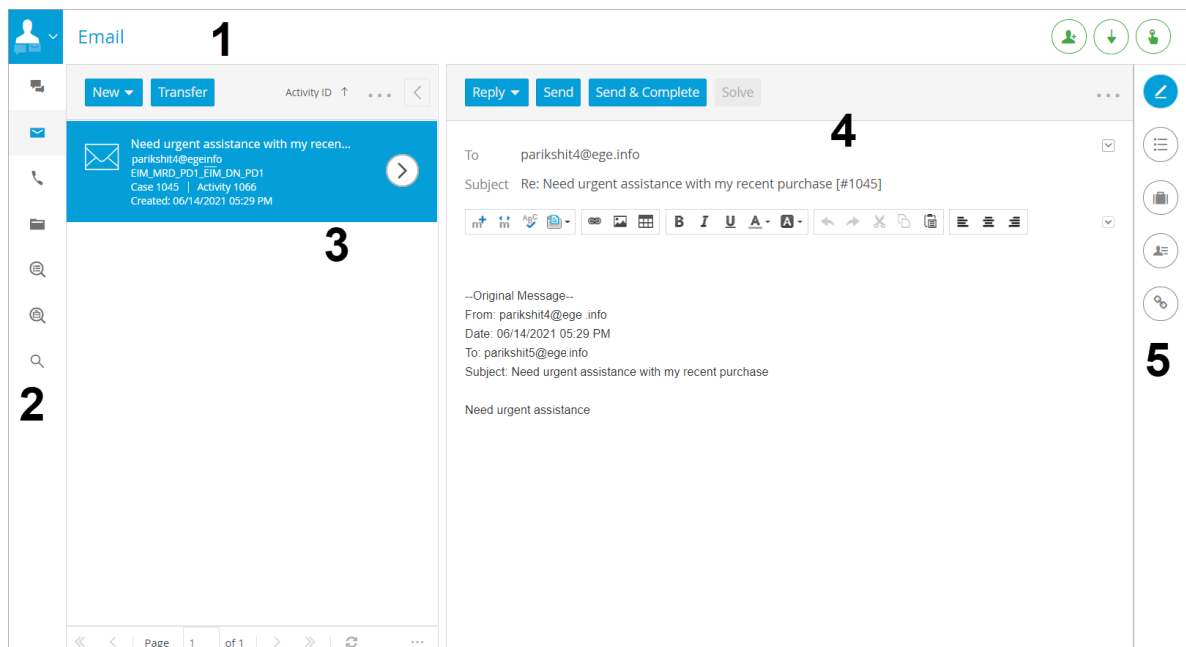 Email
1
New
Transfer
Activity ID ↑
Need urgent assistance with my recen...
parikshit4@egeinfo
EIM_MRD_PD1_EIM_DN_PD1
Case 1045 | Activity 1066
Created: 06/14/2021 05:29 PM
3
2
Page 1 of 1
Reply
Send
Send & Complete
Solve
4
To parikshit4@ege.info
Subject Re: Need urgent assistance with my recent purchase [#1045]
m m ABC B I U A A
--Original Message--
From: parikshit4@ege .info
Date: 06/14/2021 05:29 PM
To: parikshit5@ege.info
Subject: Need urgent assistance with my recent purchase
Need urgent assistance
5